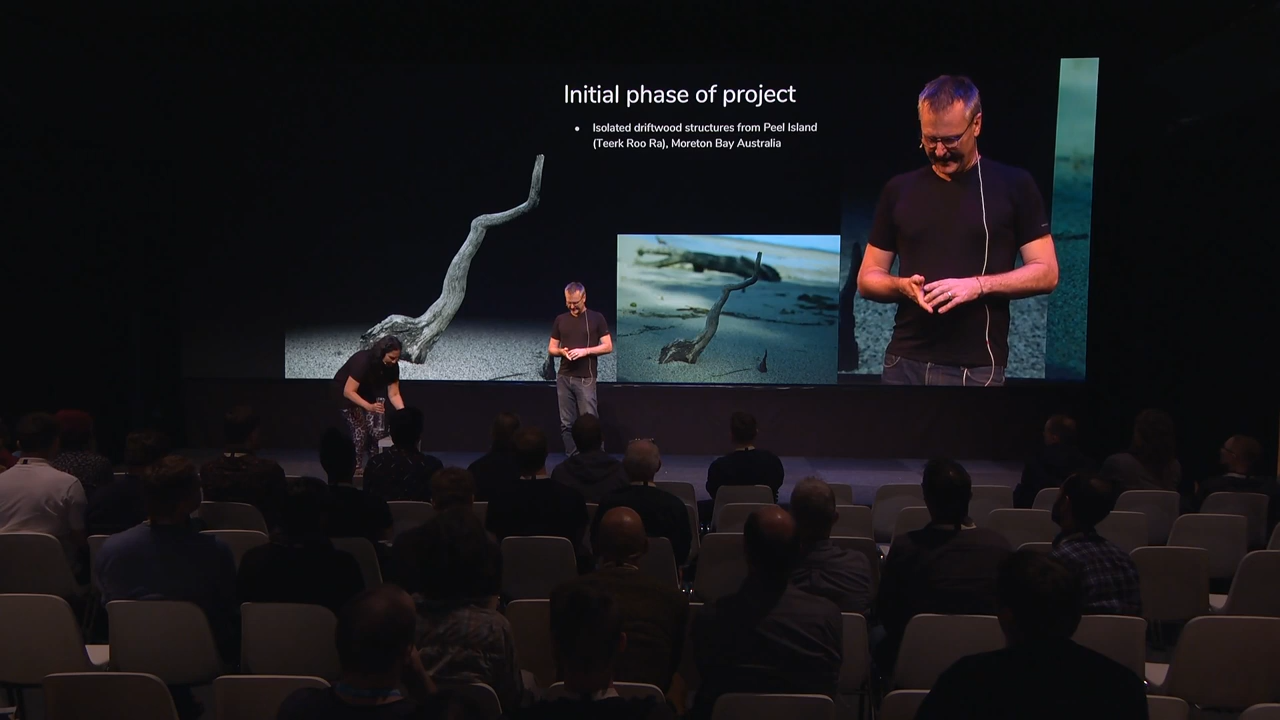 Initial phase of project
• Isolated driftwood structures from Peel Island
(Teerk Roo Ra), Moreton Bay Australia